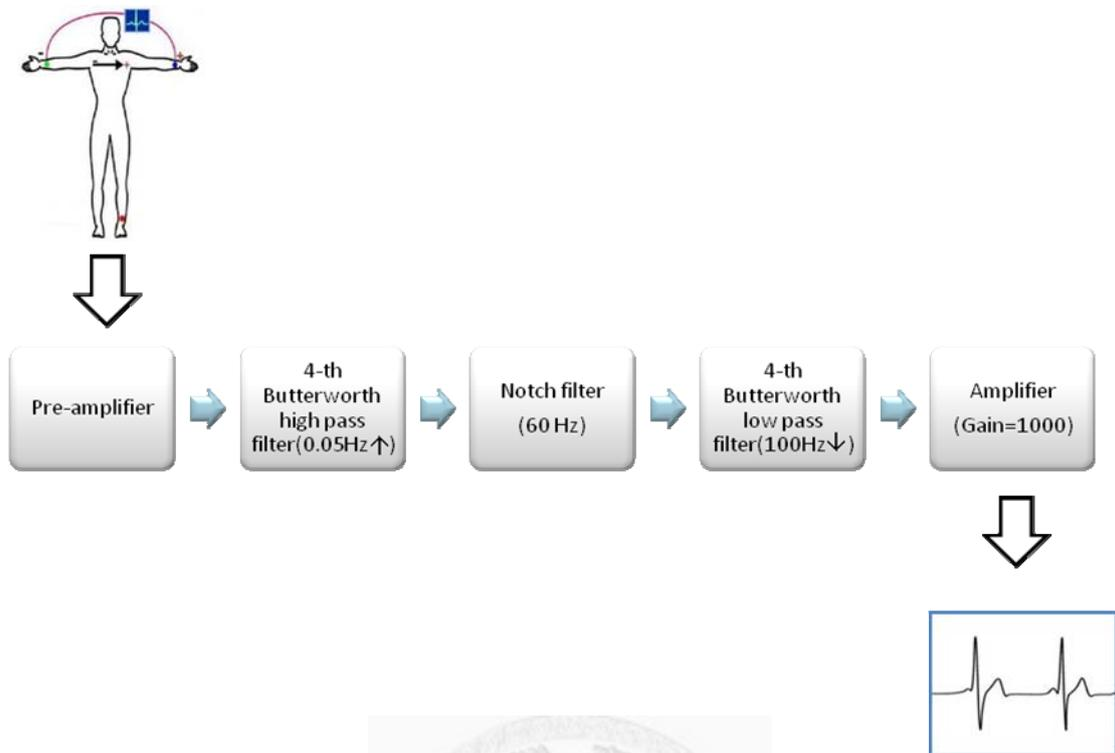 -
+
- +
Pre-amplifier
4-th
Butterworth
high pass
filter(0.05Hz↑)
Notch filter
(60 Hz)
4-th
Butterworth
low pass
filter(100Hz↓)
Amplifier
(Gain=1000)